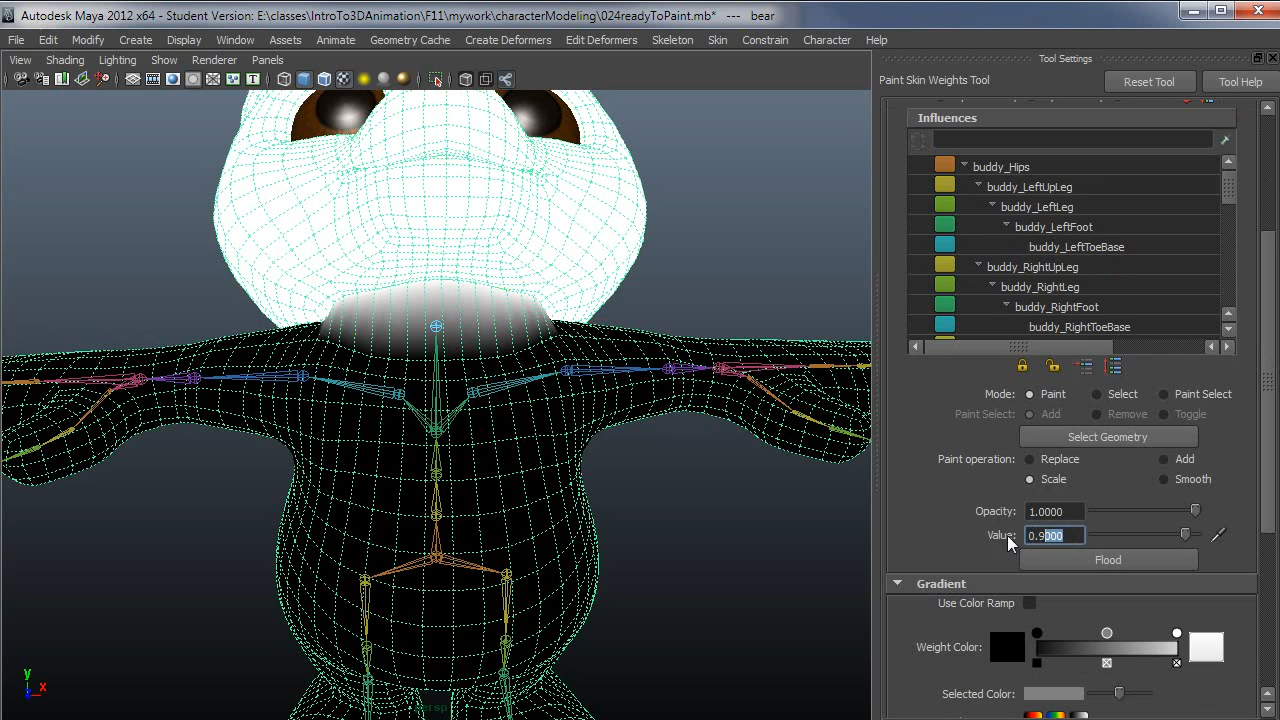 Autodesk Maya 2012 x64 - Student Version: E:\classes\IntroTo3DAnimation\F11\mywork\characterModeling\024readyToPaint.mb* --- bear
File Edit Modify Create Display Window Assets Animate Geometry Cache Create Deformers Edit Deformers Skeleton Skin Constrain Character Help
View Shading Lighting Show Renderer Panels
Tool Settings
Paint Skin Weights Tool Reset Tool Tool Help
Influences
buddy_Hips
buddy_LeftUpLeg
buddy_LeftLeg
buddy_LeftFoot
buddy_LeftToeBase
buddy_RightUpLeg
buddy_RightLeg
buddy_RightFoot
buddy_RightToeBase
Mode: Paint Select Paint Select
Paint Select: Add Remove Toggle
Select Geometry
Paint operation: Replace Add
Scale Smooth
Opacity: 1.0000
Value: 0.9000
Flood
Gradient
Use Color Ramp
Weight Color:
Selected Color:
y
x
persp